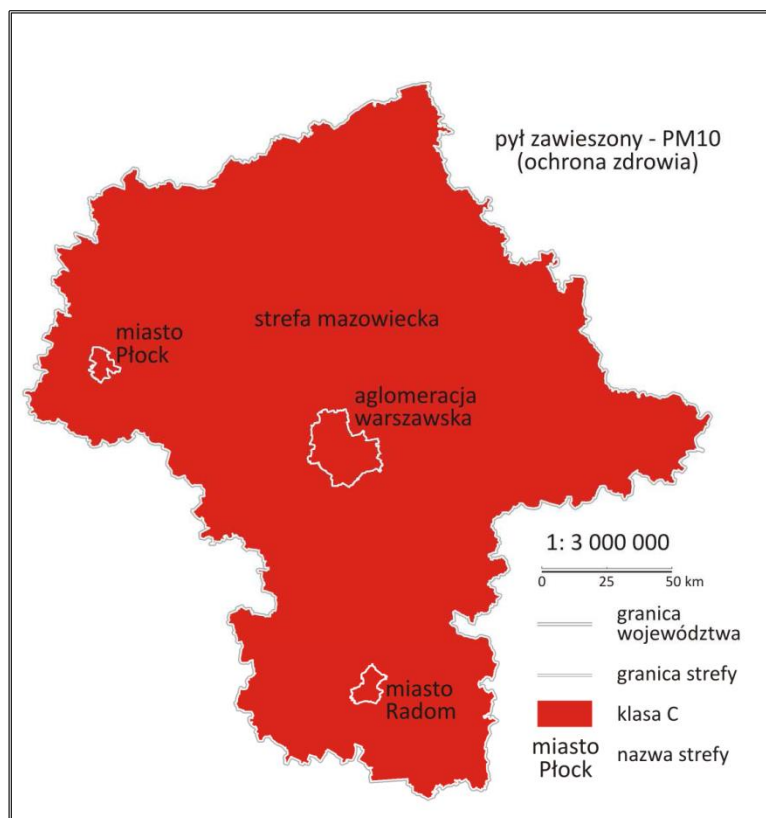 pył zawieszony - PM10
(ochrona zdrowia)
strefa mazowiecka
miasto
Płock
aglomeracja
warszawska
miasto
Radom
1: 3 000 000
0 25 50 km
granica
województwa
granica strefy
klasa C
miasto
Płock
nazwa strefy